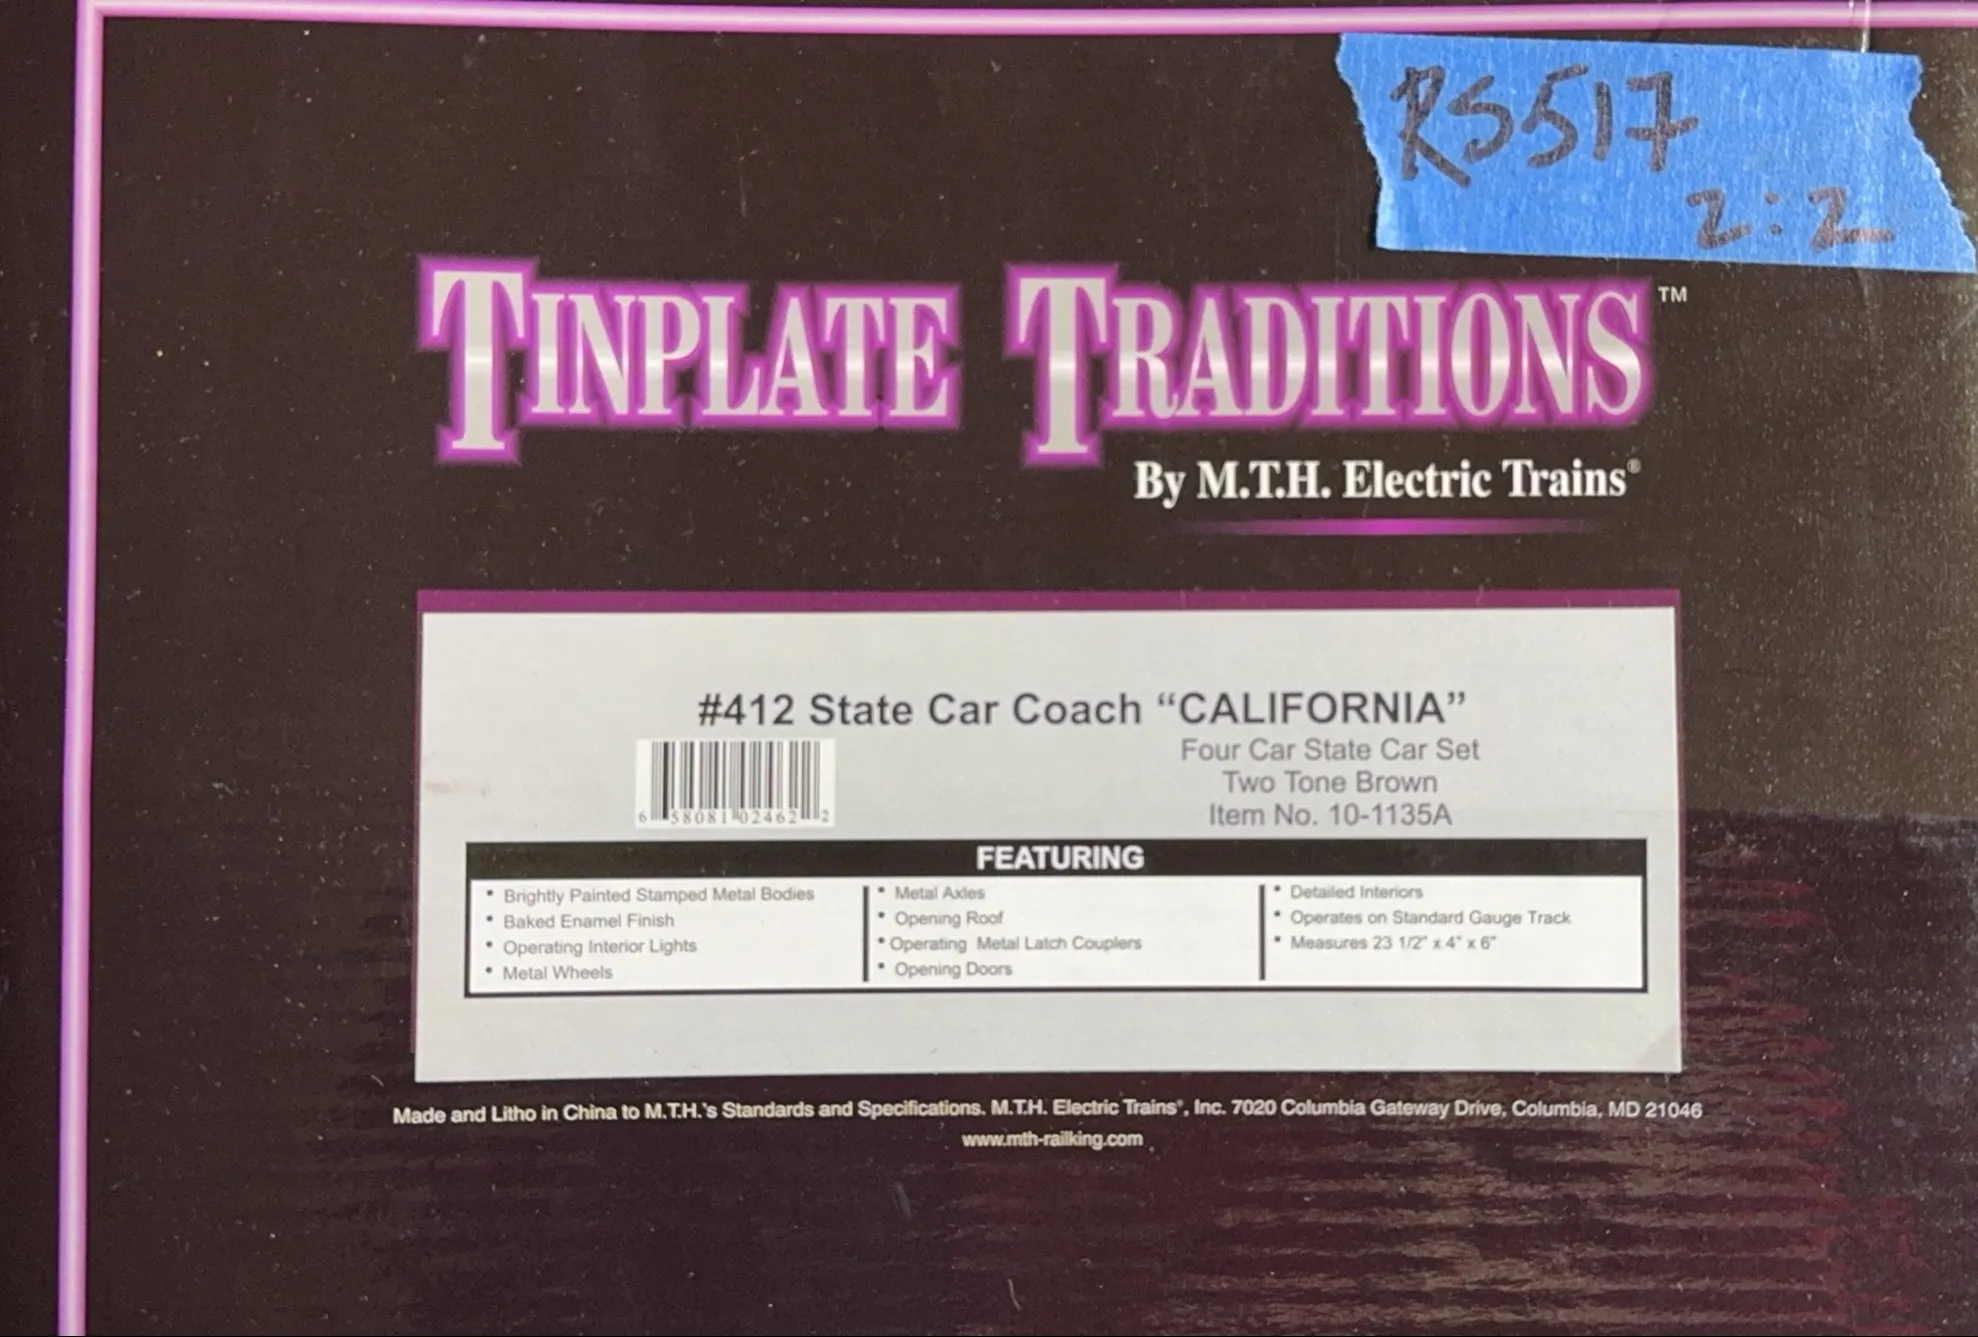 RS517
2:2
TINPLATE TRADITIONS™
By M.T.H. Electric Trains®
#412 State Car Coach “CALIFORNIA”
Four Car State Car Set
Two Tone Brown
Item No. 10-1135A
6 58081 02462 2
FEATURING
• Brightly Painted Stamped Metal Bodies
• Baked Enamel Finish
• Operating Interior Lights
• Metal Wheels
• Metal Axles
• Opening Roof
• Operating Metal Latch Couplers
• Opening Doors
• Detailed Interiors
• Operates on Standard Gauge Track
• Measures 23 1/2" x 4" x 6"
Made and Litho in China to M.T.H.'s Standards and Specifications. M.T.H. Electric Trains®, Inc. 7020 Columbia Gateway Drive, Columbia, MD 21046
www.mth-railking.com